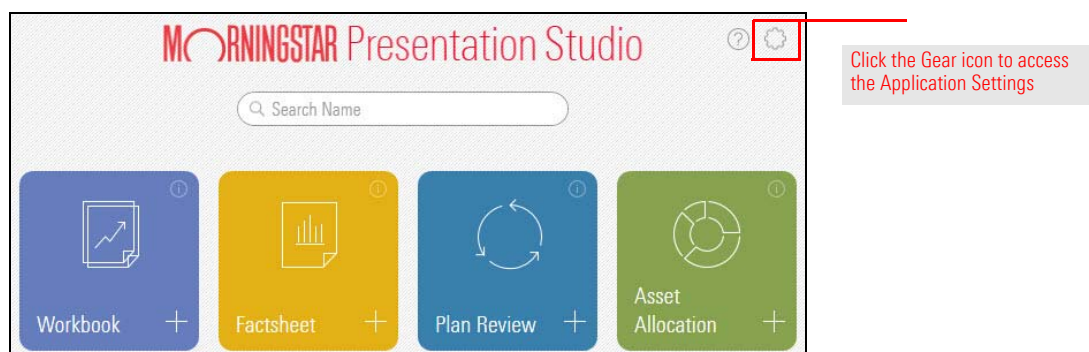 MORNINGSTAR Presentation Studio
?
Click the Gear icon to access
the Application Settings
Search Name
i
i
i
i
Workbook +
Factsheet +
Plan Review +
Asset
Allocation +